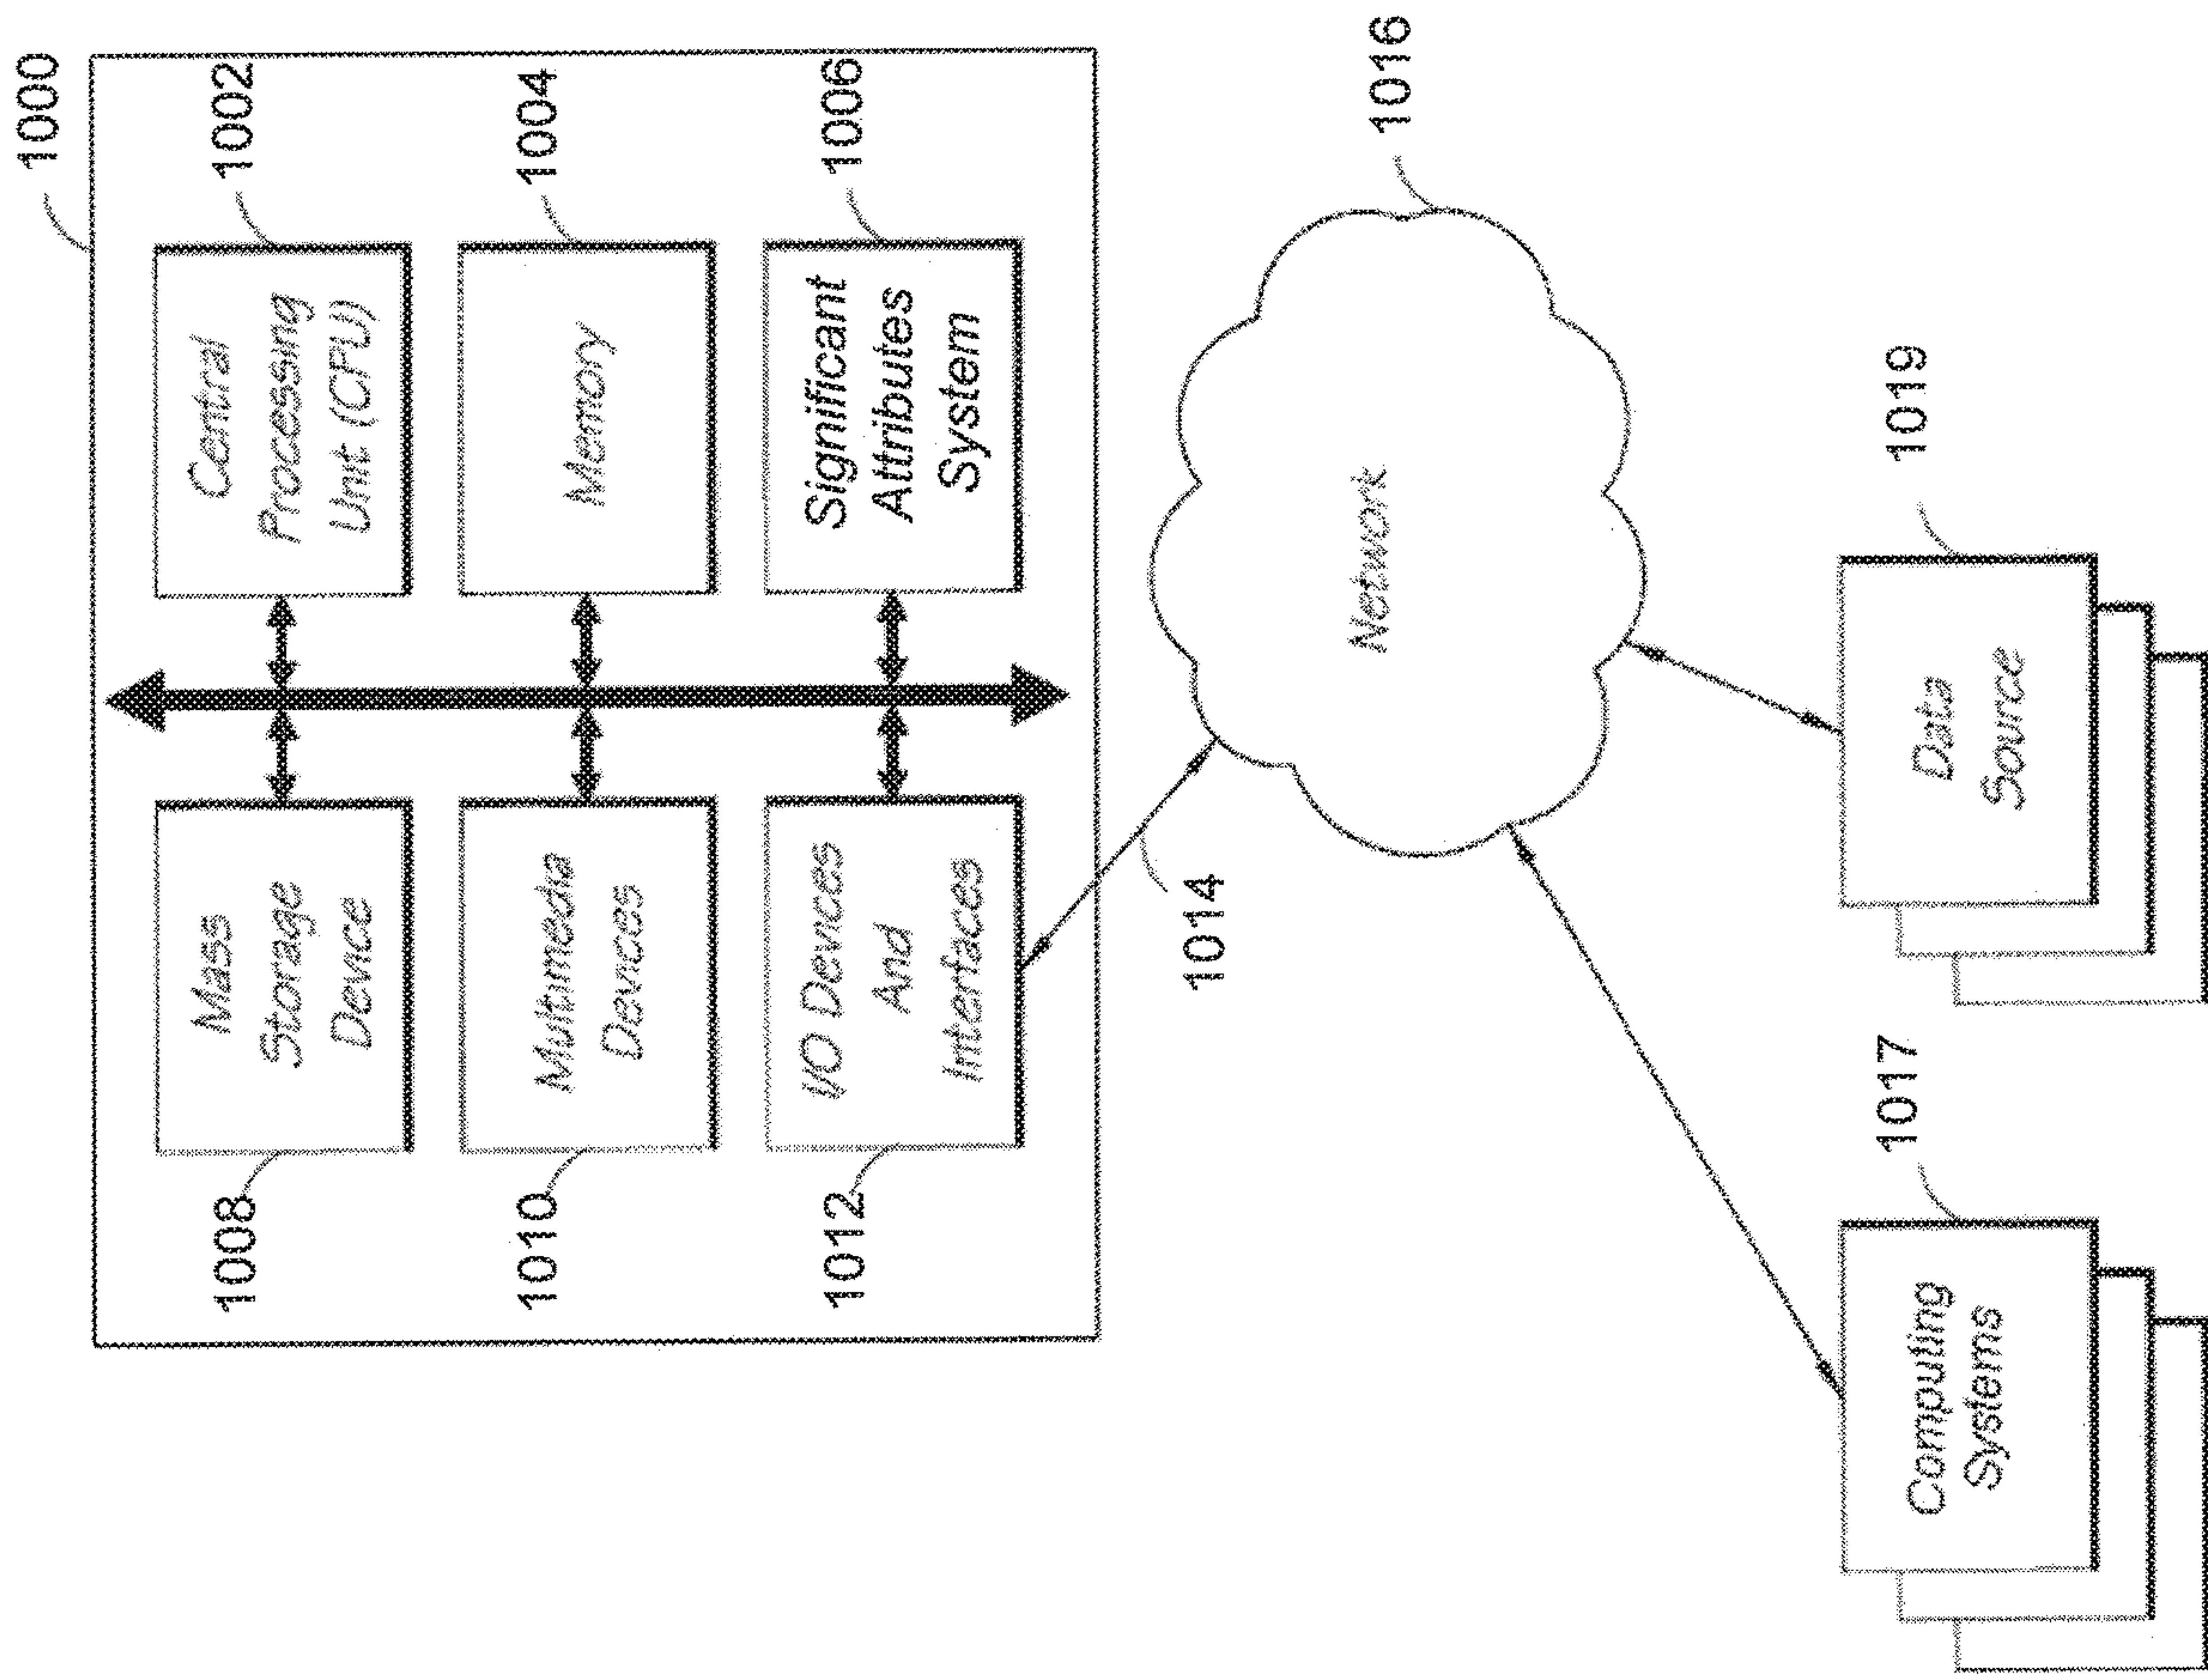 1000
Mass
Storage
Device
1008
Central
Processing
Unit (CPU)
1002
Multimedia
Devices
1010
Memory
1004
I/O Devices
And
Interfaces
1012
Significant
Attributes
System
1006
1014
Network
1016
Computing
Systems
1017
Data
Source
1019